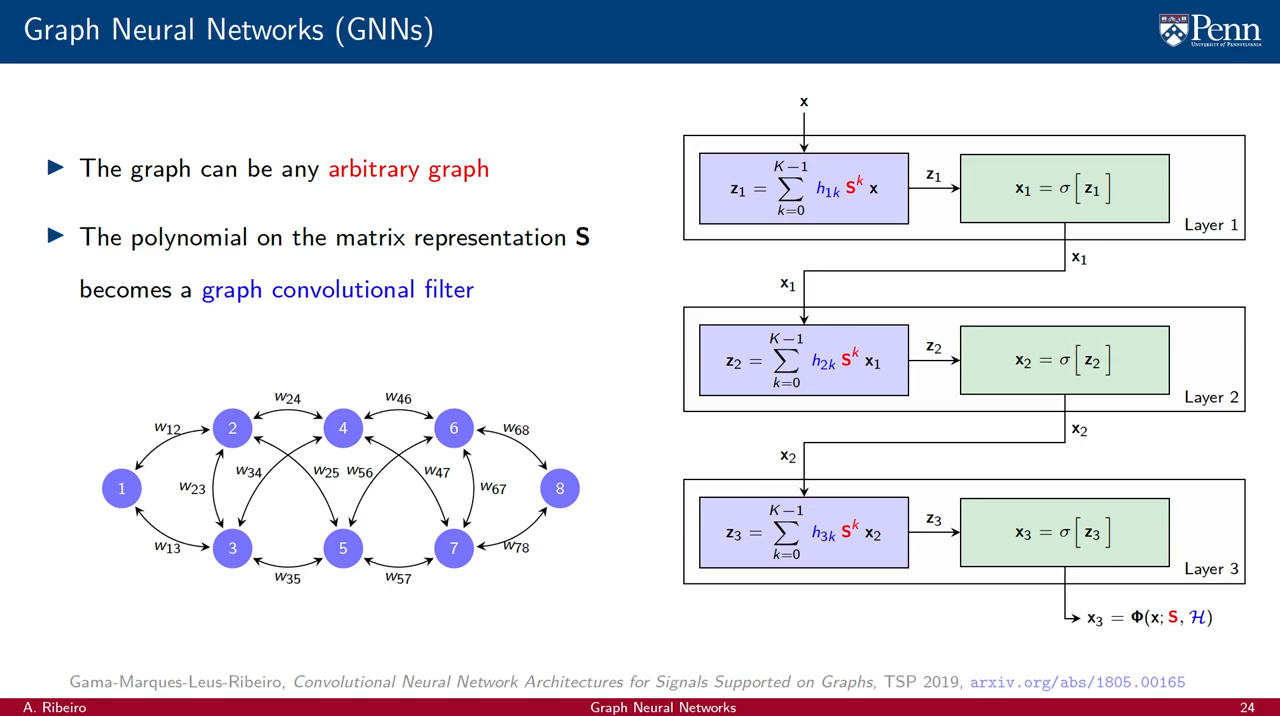 Graph Neural Networks (GNNs)
Penn
UNIVERSITY OF PENNSYLVANIA
▶ The graph can be any arbitrary graph
▶ The polynomial on the matrix representation S
becomes a graph convolutional filter
w24 w46
w12 2 4 6 w68
w34 w25 w56 w47
1 w23 w67 8
w13 3 5 7 w78
w35 w57
x
z₁ = ∑_{k=0}^{K−1} h₁ₖ Sᵏ x
z₁
x₁ = σ[z₁]
Layer 1
x₁
x₁
z₂ = ∑_{k=0}^{K−1} h₂ₖ Sᵏ x₁
z₂
x₂ = σ[z₂]
Layer 2
x₂
x₂
z₃ = ∑_{k=0}^{K−1} h₃ₖ Sᵏ x₂
z₃
x₃ = σ[z₃]
Layer 3
x₃ = Φ(x; S, ℋ)
Gama-Marques-Leus-Ribeiro, Convolutional Neural Network Architectures for Signals Supported on Graphs, TSP 2019, arxiv.org/abs/1805.00165
A. Ribeiro Graph Neural Networks 24